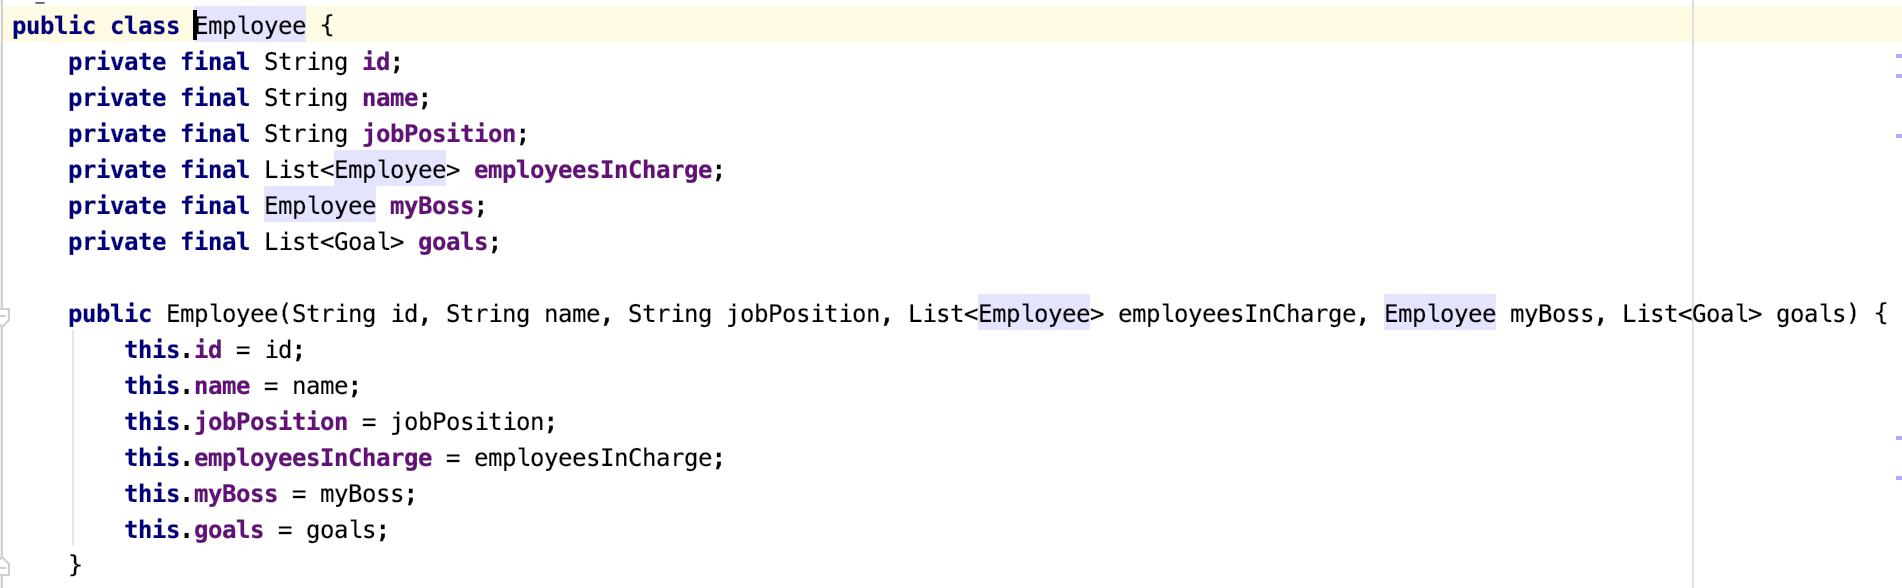 public class Employee {
    private final String id;
    private final String name;
    private final String jobPosition;
    private final List<Employee> employeesInCharge;
    private final Employee myBoss;
    private final List<Goal> goals;

    public Employee(String id, String name, String jobPosition, List<Employee> employeesInCharge, Employee myBoss, List<Goal> goals) {
        this.id = id;
        this.name = name;
        this.jobPosition = jobPosition;
        this.employeesInCharge = employeesInCharge;
        this.myBoss = myBoss;
        this.goals = goals;
    }